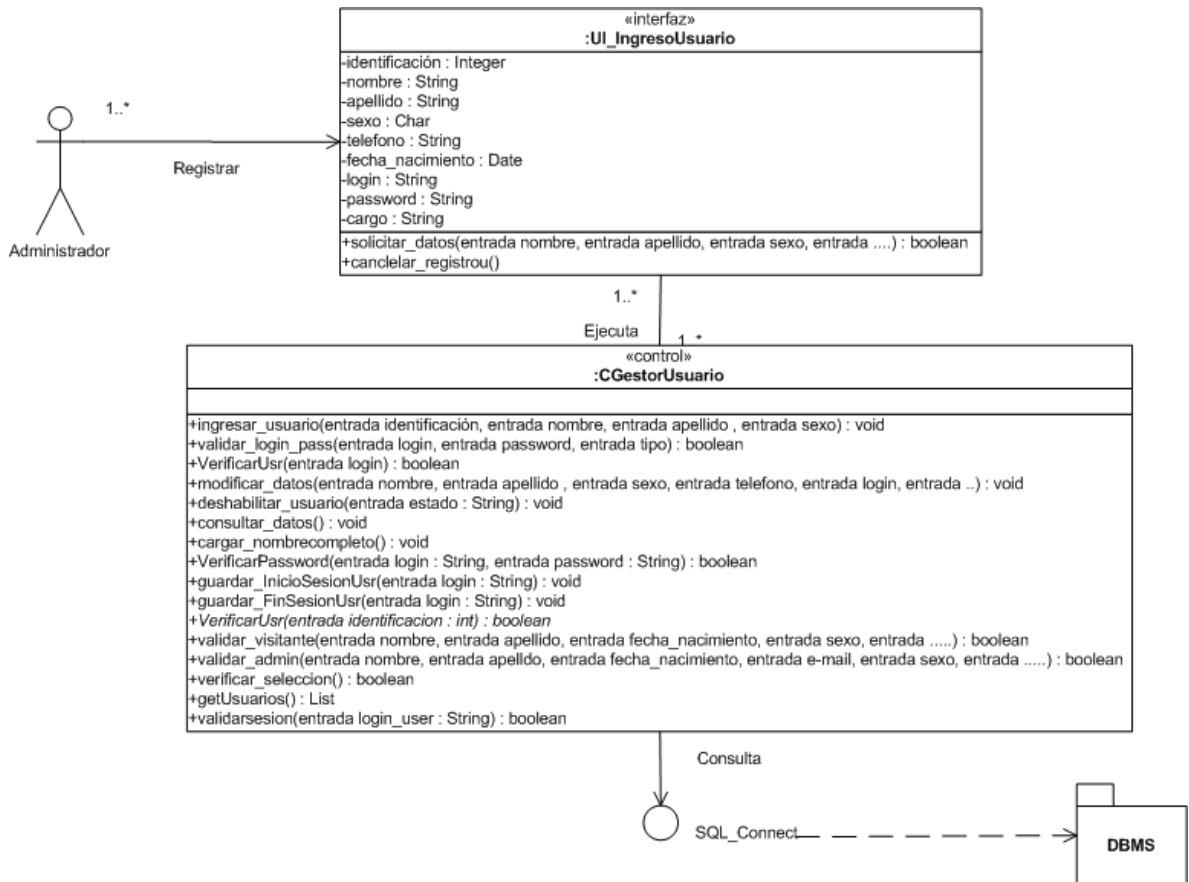 «interfaz»
:UI_IngresoUsuario
-identificación : Integer
-nombre : String
-apellido : String
-sexo : Char
-telefono : String
-fecha_nacimiento : Date
-login : String
-password : String
-cargo : String
+solicitar_datos(entrada nombre, entrada apellido, entrada sexo, entrada ....) : boolean
+canclelar_registrou()
1..*
Registrar
Administrador
1..*
Ejecuta
1..*
«control»
:CGestorUsuario
+ingresar_usuario(entrada identificación, entrada nombre, entrada apellido , entrada sexo) : void
+validar_login_pass(entrada login, entrada password, entrada tipo) : boolean
+VerificarUsr(entrada login) : boolean
+modificar_datos(entrada nombre, entrada apellido , entrada sexo, entrada telefono, entrada login, entrada ..) : void
+deshabilitar_usuario(entrada estado : String) : void
+consultar_datos() : void
+cargar_nombrecompleto() : void
+VerificarPassword(entrada login : String, entrada password : String) : boolean
+guardar_InicioSesionUsr(entrada login : String) : void
+guardar_FinSesionUsr(entrada login : String) : void
+VerificarUsr(entrada identificacion : int) : boolean
+validar_visitante(entrada nombre, entrada apellido, entrada fecha_nacimiento, entrada sexo, entrada .....) : boolean
+validar_admin(entrada nombre, entrada apelldo, entrada fecha_nacimiento, entrada e-mail, entrada sexo, entrada .....) : boolean
+verificar_seleccion() : boolean
+getUsuarios() : List
+validarsesion(entrada login_user : String) : boolean
Consulta
SQL_Connect
DBMS